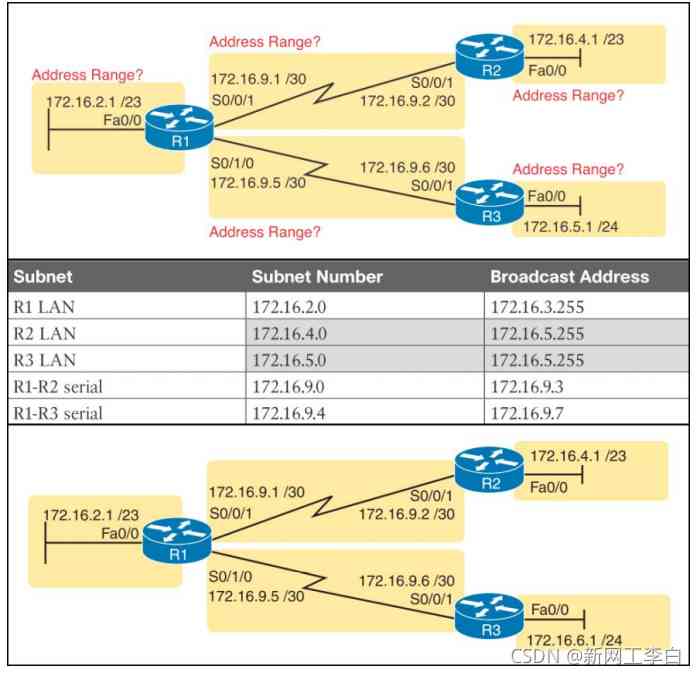 Address Range?
172.16.4.1 /23
Address Range?
172.16.9.1 /30
S0/0/1
R2
Fa0/0
172.16.2.1 /23
S0/0/1
172.16.9.2 /30
Address Range?
Fa0/0
R1
S0/1/0
172.16.9.5 /30
172.16.9.6 /30
S0/0/1
Address Range?
Fa0/0
R3
172.16.5.1 /24
Address Range?
Subnet Subnet Number Broadcast Address
R1 LAN 172.16.2.0 172.16.3.255
R2 LAN 172.16.4.0 172.16.5.255
R3 LAN 172.16.5.0 172.16.5.255
R1-R2 serial 172.16.9.0 172.16.9.3
R1-R3 serial 172.16.9.4 172.16.9.7
172.16.4.1 /23
R2
Fa0/0
172.16.9.1 /30
S0/0/1
S0/0/1
172.16.9.2 /30
172.16.2.1 /23
Fa0/0
R1
S0/1/0
172.16.9.5 /30
172.16.9.6 /30
S0/0/1
Fa0/0
R3
172.16.6.1 /24
CSDN @新网工李白